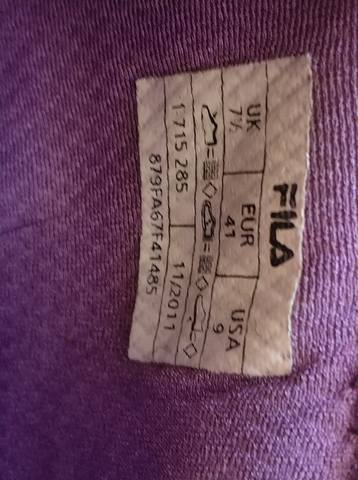 FILA
UK EUR USA
7½ 41 9
1 715 285 11/2011
879FA67F41485